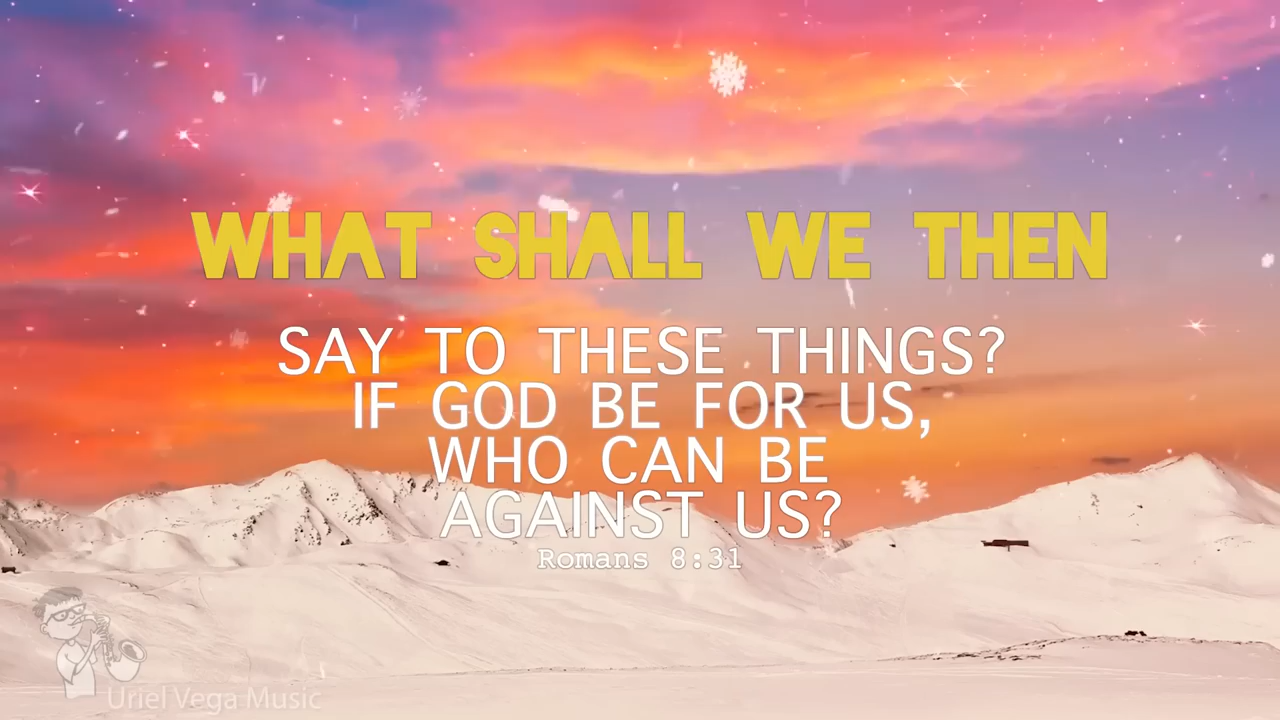 WHAT SHALL WE THEN
SAY TO THESE THINGS?
IF GOD BE FOR US,
WHO CAN BE
AGAINST US?
Romans 8:31
Uriel Vega Music